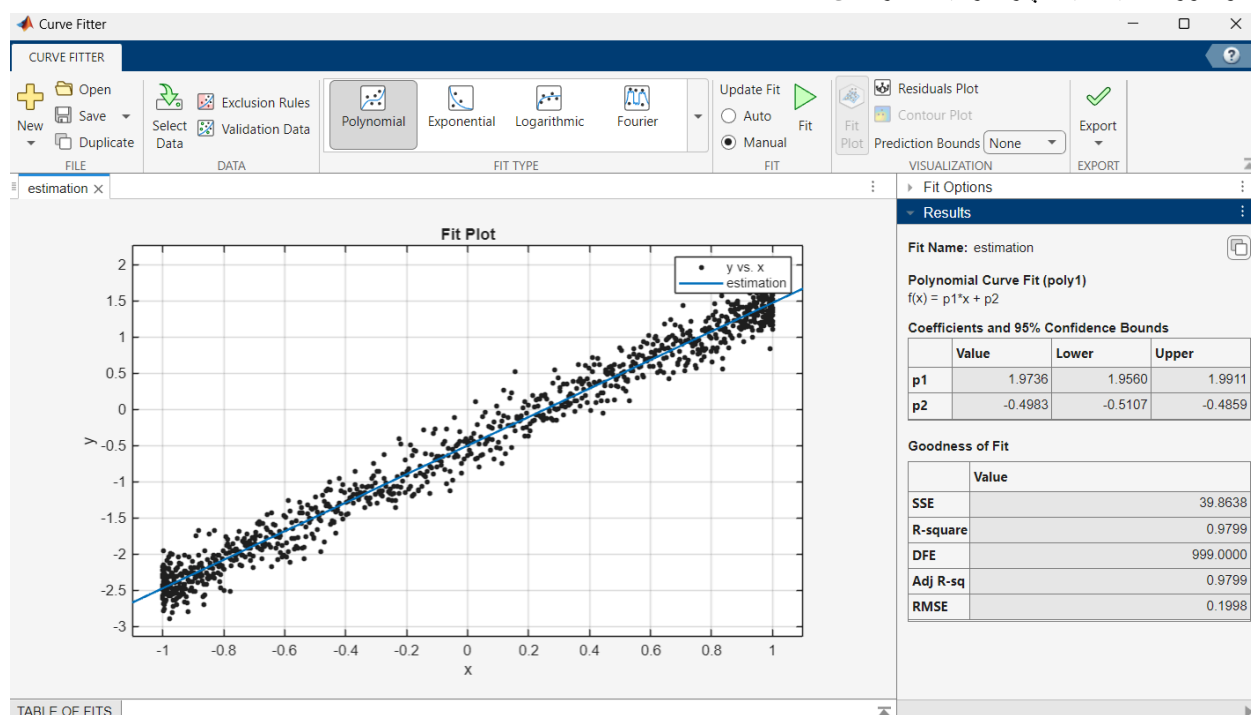 Curve Fitter
CURVE FITTER
?
New
Open
Save
Duplicate
FILE
Select
Data
Exclusion Rules
Validation Data
DATA
Polynomial
Exponential
Logarithmic
Fourier
FIT TYPE
Update Fit
Auto
Manual
Fit
FIT
Fit
Plot
Residuals Plot
Contour Plot
Prediction Bounds None
VISUALIZATION
Export
EXPORT
estimation
Fit Plot
y vs. x
estimation
2
1.5
1
0.5
0
-0.5
-1
-1.5
-2
-2.5
-3
y
-1 -0.8 -0.6 -0.4 -0.2 0 0.2 0.4 0.6 0.8 1
x
TABLE OF FITS
Fit Options
Results
Fit Name: estimation
Polynomial Curve Fit (poly1)
f(x) = p1*x + p2
Coefficients and 95% Confidence Bounds
Value Lower Upper
p1 1.9736 1.9560 1.9911
p2 -0.4983 -0.5107 -0.4859
Goodness of Fit
Value
SSE 39.8638
R-square 0.9799
DFE 999.0000
Adj R-sq 0.9799
RMSE 0.1998